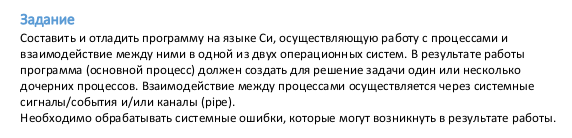 Задание
Составить и отладить программу на языке Си, осуществляющую работу с процессами и
взаимодействие между ними в одной из двух операционных систем. В результате работы
программа (основной процесс) должен создать для решение задачи один или несколько
дочерних процессов. Взаимодействие между процессами осуществляется через системные
сигналы/события и/или каналы (pipe).
Необходимо обрабатывать системные ошибки, которые могут возникнуть в результате работы.